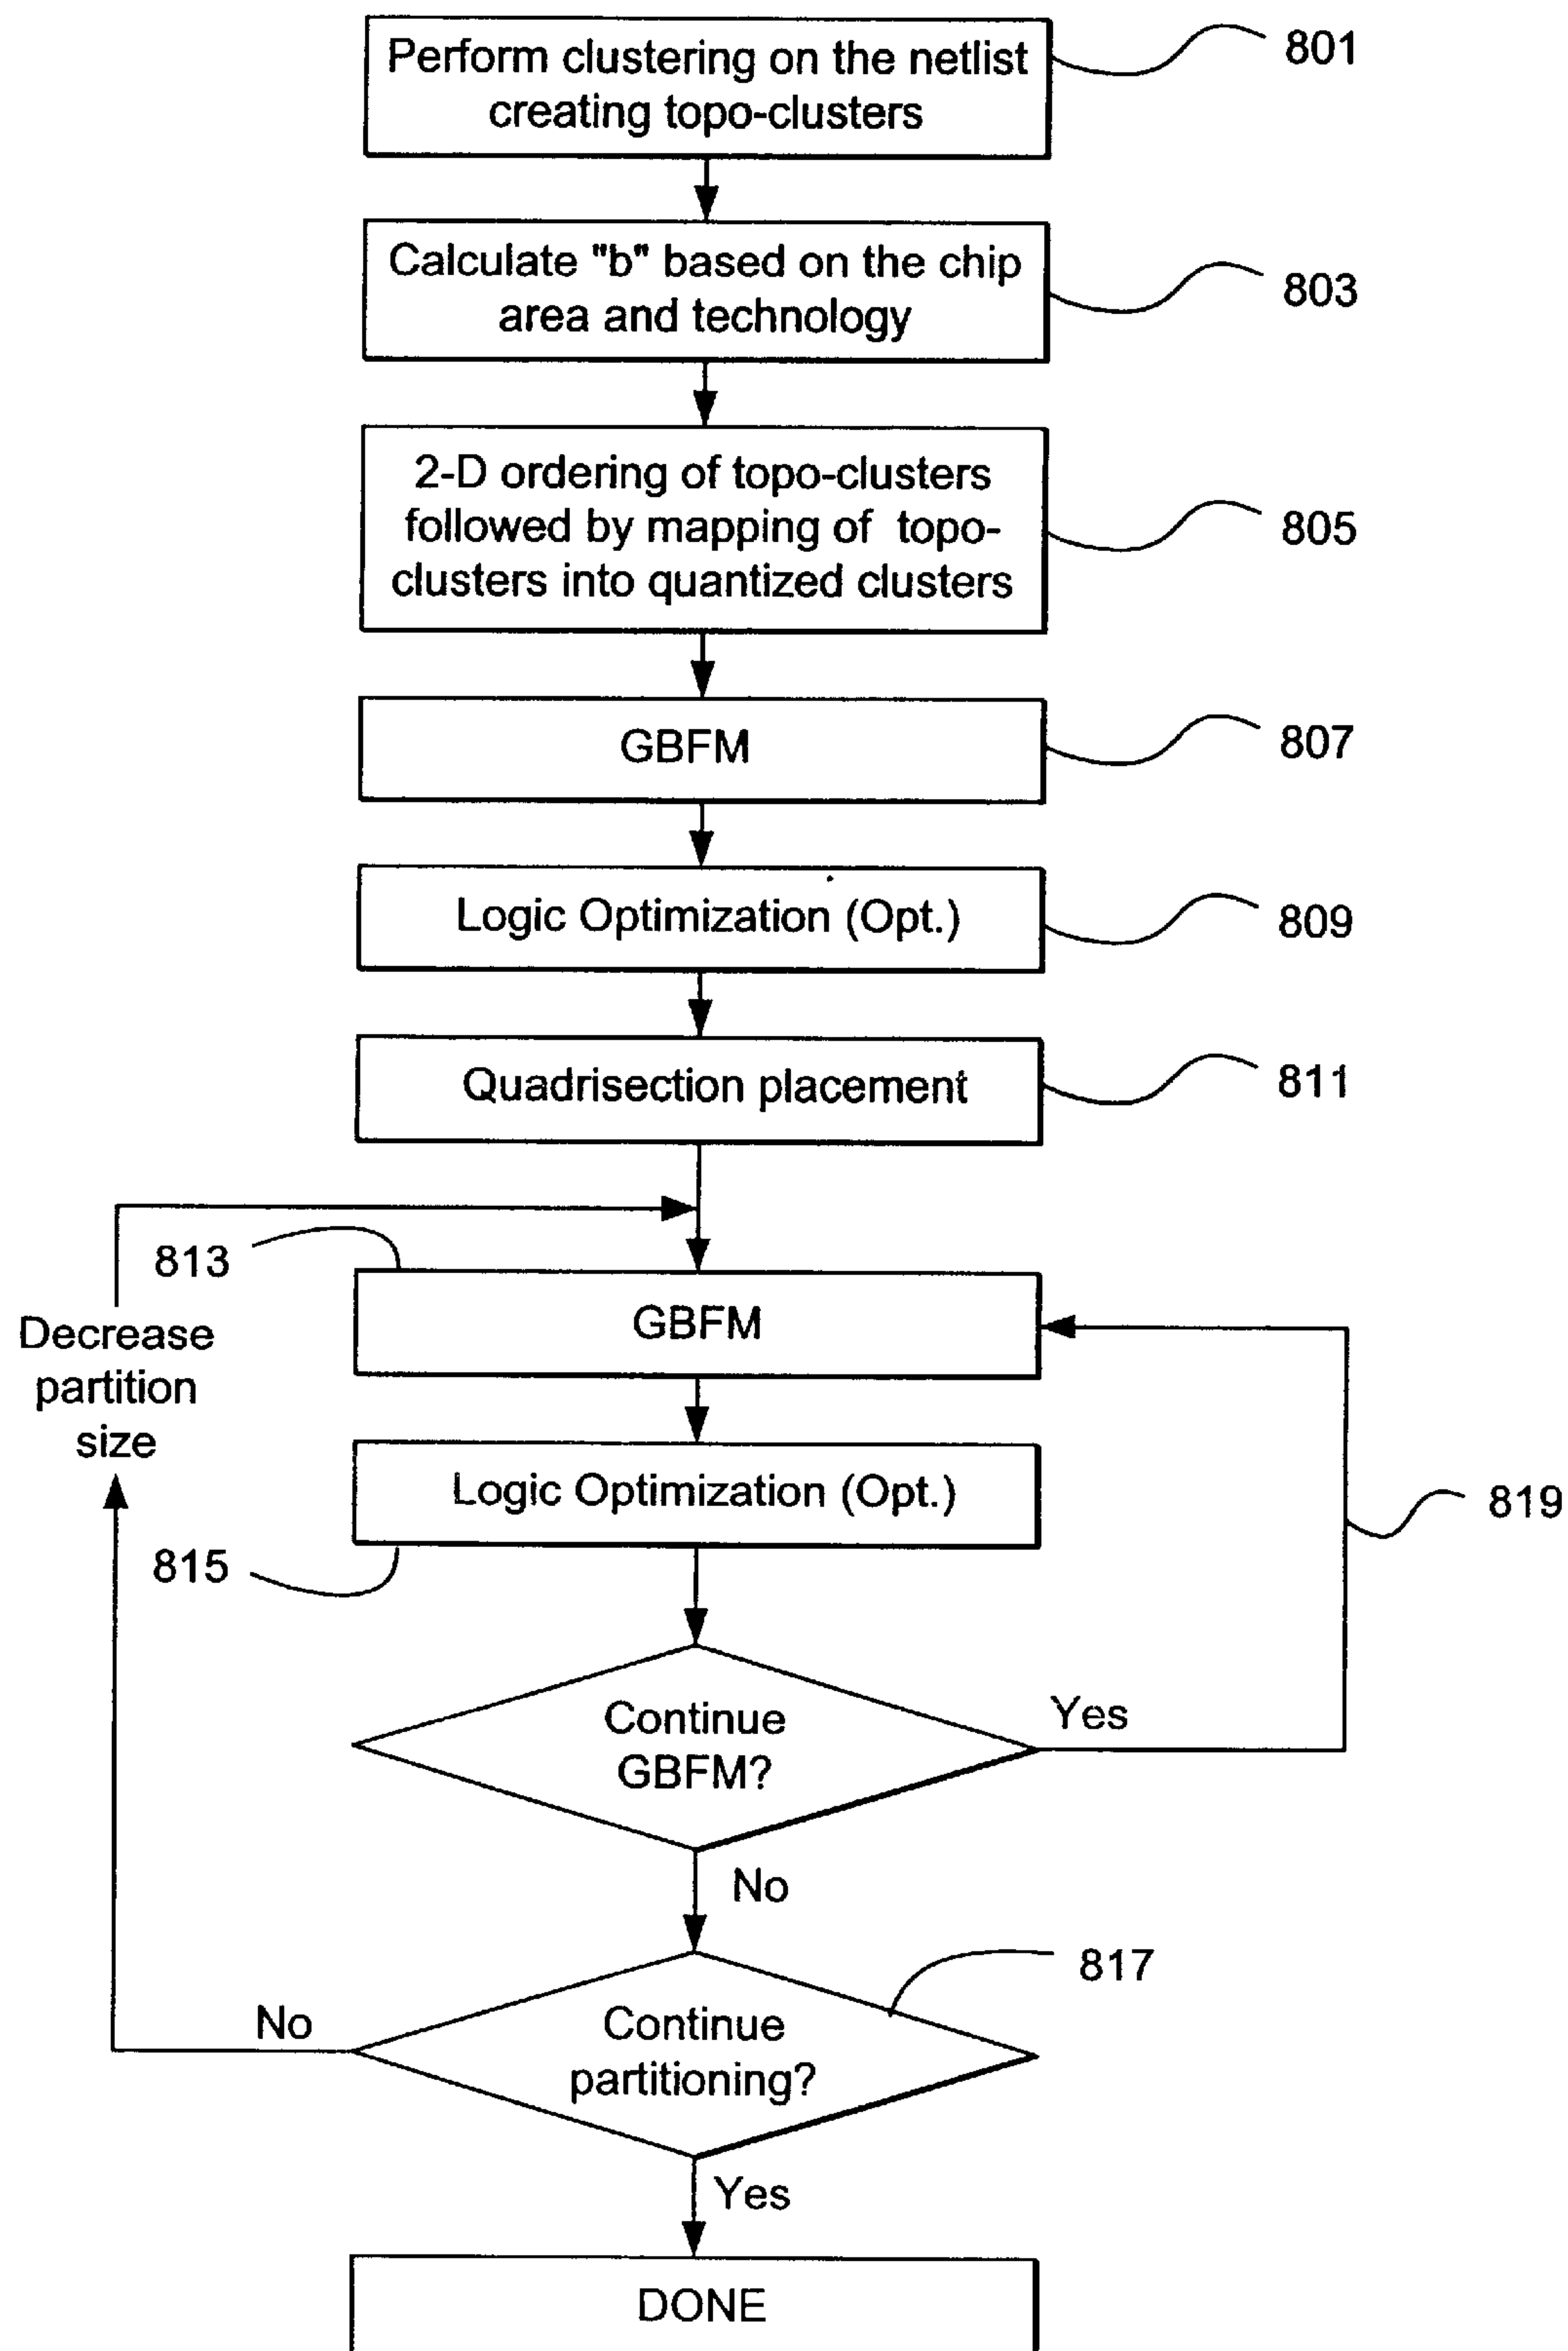 Perform clustering on the netlist
creating topo-clusters
801
Calculate "b" based on the chip
area and technology
803
2-D ordering of topo-clusters
followed by mapping of topo-
clusters into quantized clusters
805
GBFM
807
Logic Optimization (Opt.)
809
Quadrisection placement
811
813
GBFM
Decrease
partition
size
Logic Optimization (Opt.)
819
815
Continue
GBFM?
Yes
No
817
Continue
partitioning?
No
Yes
DONE